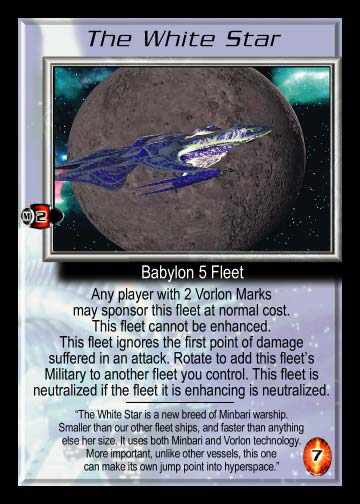 The White Star
M 2
Babylon 5 Fleet
Any player with 2 Vorlon Marks
may sponsor this fleet at normal cost.
This fleet cannot be enhanced.
This fleet ignores the first point of damage
suffered in an attack. Rotate to add this fleet's
Military to another fleet you control. This fleet is
neutralized if the fleet it is enhancing is neutralized.
"The White Star is a new breed of Minbari warship.
Smaller than our other fleet ships, and faster than anything
else her size. It uses both Minbari and Vorlon technology.
More important, unlike other vessels, this one
can make its own jump point into hyperspace."
7